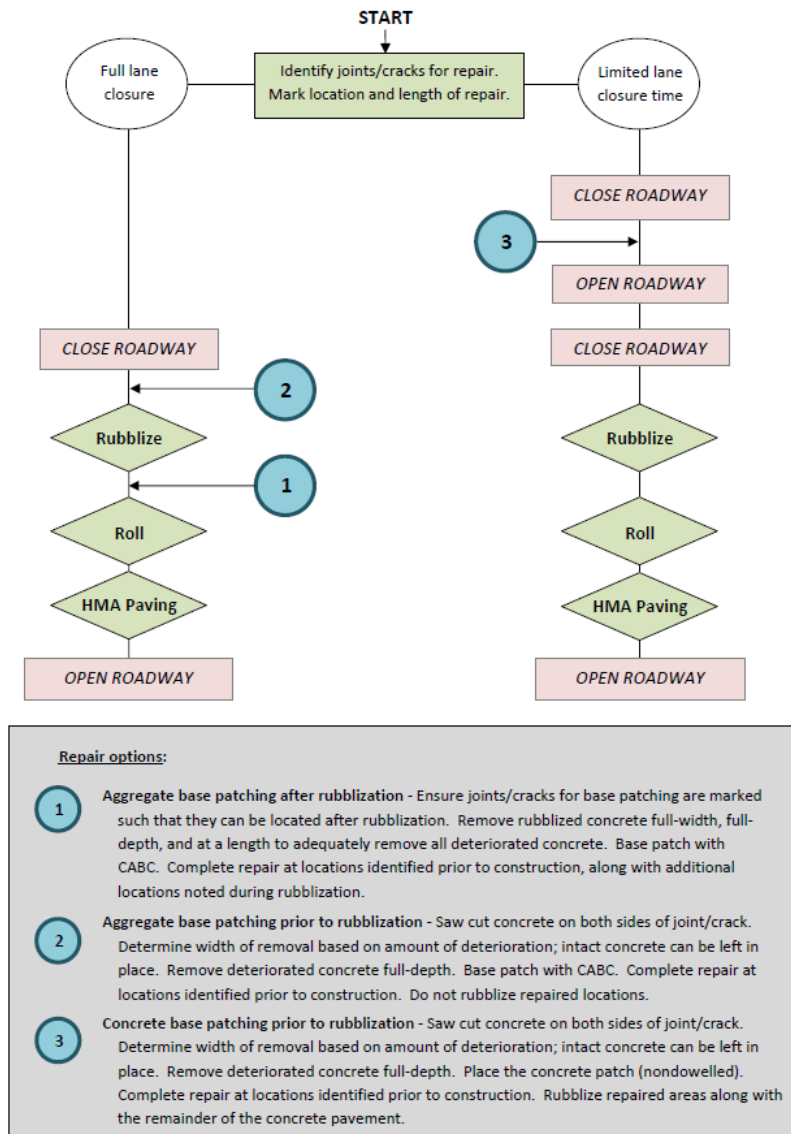 START
Full lane
closure
Identify joints/cracks for repair.
Mark location and length of repair.
Limited lane
closure time
CLOSE ROADWAY
3
OPEN ROADWAY
CLOSE ROADWAY
CLOSE ROADWAY
2
Rubblize
Rubblize
1
Roll
Roll
HMA Paving
HMA Paving
OPEN ROADWAY
OPEN ROADWAY
Repair options:
1
Aggregate base patching after rubblization - Ensure joints/cracks for base patching are marked
such that they can be located after rubblization. Remove rubblized concrete full-width, full-
depth, and at a length to adequately remove all deteriorated concrete. Base patch with
CABC. Complete repair at locations identified prior to construction, along with additional
locations noted during rubblization.
2
Aggregate base patching prior to rubblization - Saw cut concrete on both sides of joint/crack.
Determine width of removal based on amount of deterioration; intact concrete can be left in
place. Remove deteriorated concrete full-depth. Base patch with CABC. Complete repair at
locations identified prior to construction. Do not rubblize repaired locations.
3
Concrete base patching prior to rubblization - Saw cut concrete on both sides of joint/crack.
Determine width of removal based on amount of deterioration; intact concrete can be left in
place. Remove deteriorated concrete full-depth. Place the concrete patch (nondowelled).
Complete repair at locations identified prior to construction. Rubblize repaired areas along with
the remainder of the concrete pavement.